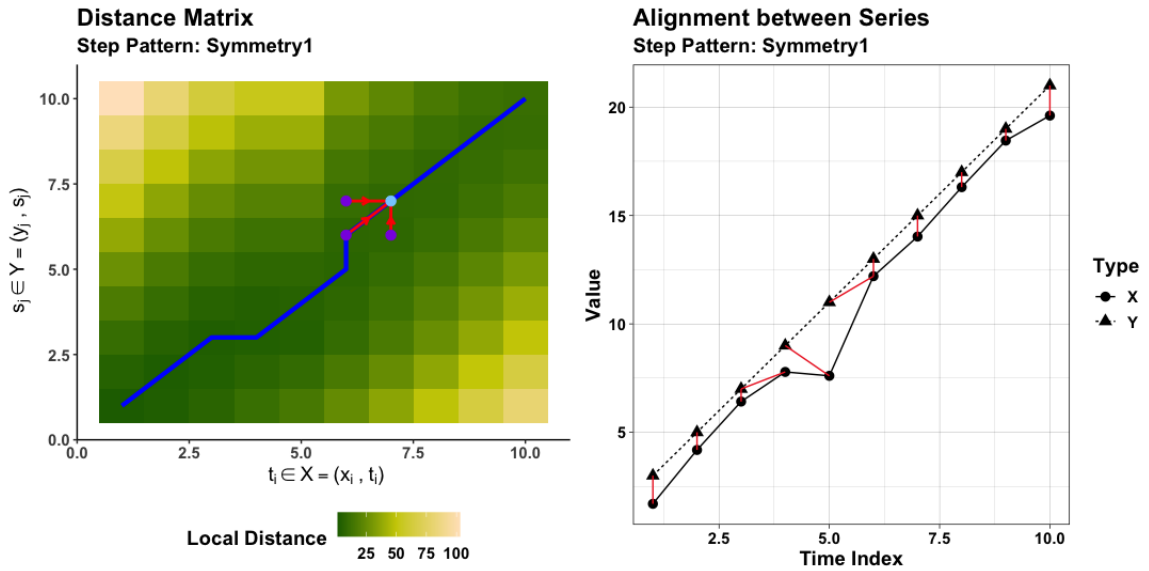 Distance Matrix
Step Pattern: Symmetry1
10.0
7.5
5.0
2.5
0.0
sⱼ ∈ Y = (yⱼ , sⱼ)
0.0 2.5 5.0 7.5 10.0
tᵢ ∈ X = (xᵢ , tᵢ)
Local Distance
25 50 75 100
Alignment between Series
Step Pattern: Symmetry1
20
15
10
5
Value
2.5 5.0 7.5 10.0
Time Index
Type
X
Y